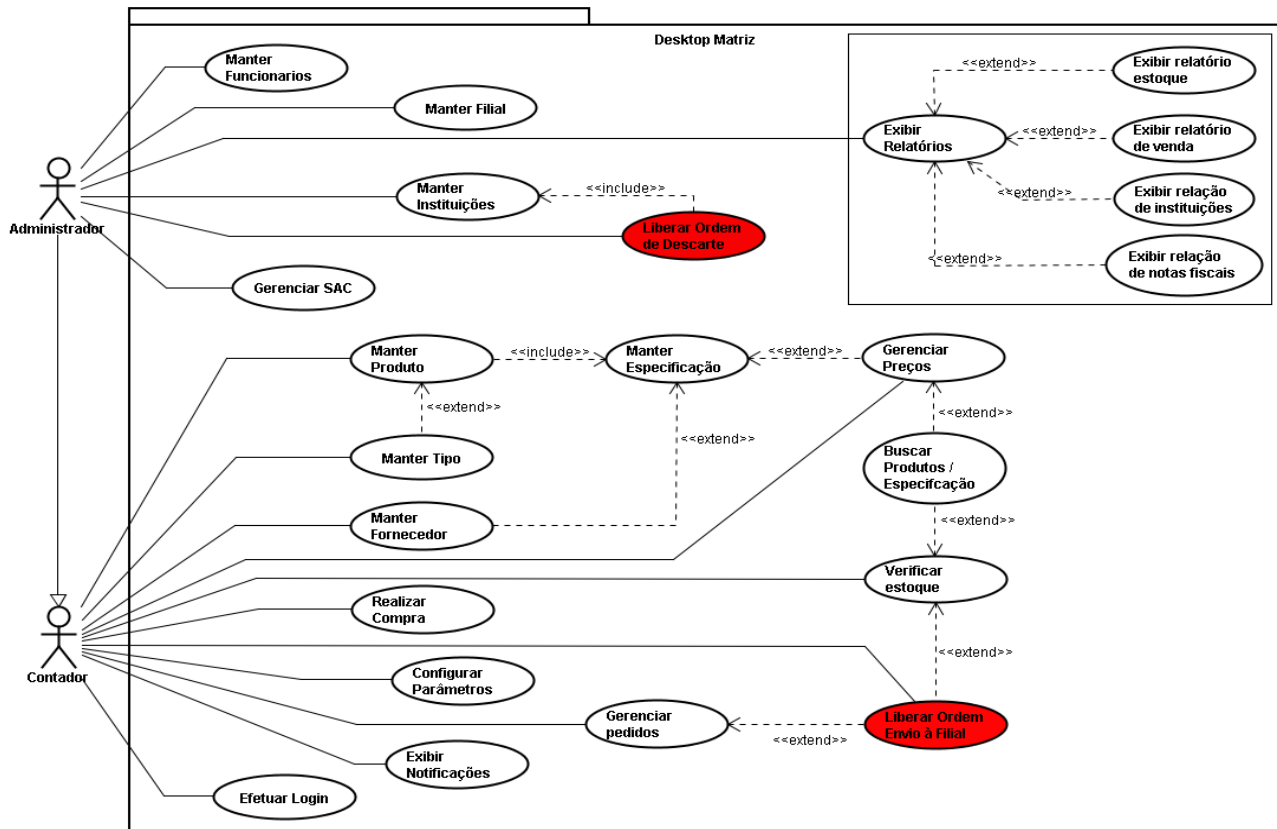 Desktop Matriz
Manter
Funcionarios
<<extend>>
Exibir relatório
estoque
Manter Filial
Exibir
Relatórios
<<extend>>
Exibir relatório
de venda
Administrador
Manter
Instituições
<<include>>
<<extend>>
Exibir relação
de instituições
Liberar Ordem
de Descarte
<<extend>>
Exibir relação
de notas fiscais
Gerenciar SAC
Manter
Produto
<<include>>
Manter
Especificação
<<extend>>
Gerenciar
Preços
<<extend>>
<<extend>>
<<extend>>
Manter Tipo
Buscar
Produtos /
Especifcação
Manter
Fornecedor
<<extend>>
Verificar
estoque
Realizar
Compra
Contador
<<extend>>
Configurar
Parâmetros
Gerenciar
pedidos
<<extend>>
Liberar Ordem
Envio à Filial
Exibir
Notificações
Efetuar Login